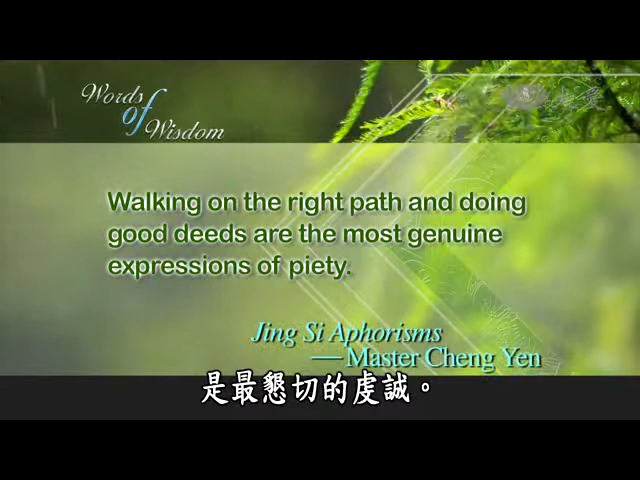 Words
of
Wisdom
Walking on the right path and doing
good deeds are the most genuine
expressions of piety.
Jing Si Aphorisms
—Master Cheng Yen
是最懇切的虔誠。